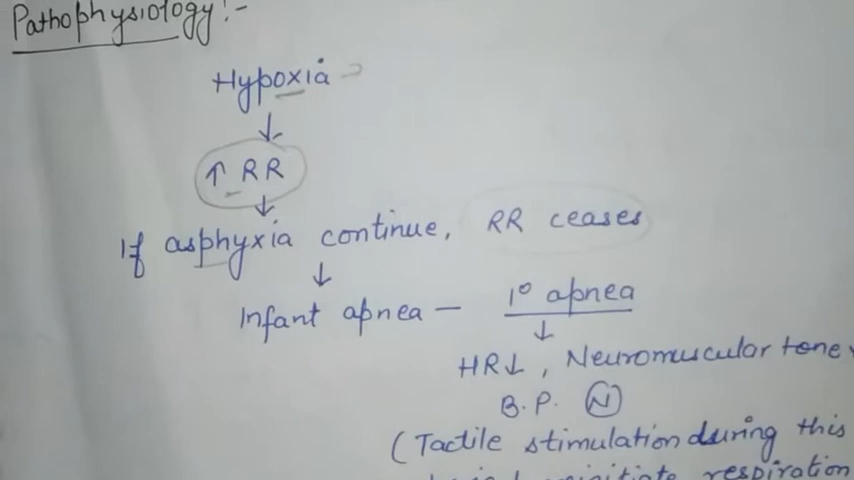 Pathophysiology:-
Hypoxia
↓
↑ RR
↓
If asphyxia continue, RR ceases
↓
Infant apnea — 1° apnea
↓
HR↓, Neuromuscular tone
B.P. (N)
(Tactile stimulation during this
respiration